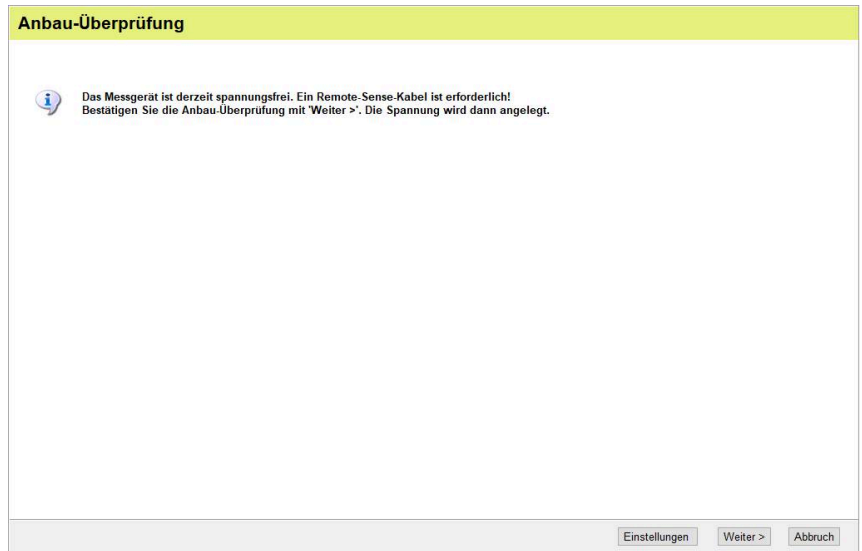 Anbau-Überprüfung
Das Messgerät ist derzeit spannungsfrei. Ein Remote-Sense-Kabel ist erforderlich!
Bestätigen Sie die Anbau-Überprüfung mit 'Weiter >'. Die Spannung wird dann angelegt.
Einstellungen Weiter > Abbruch